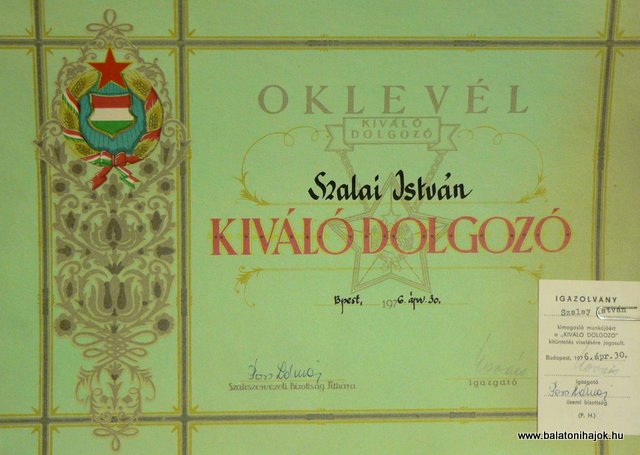 OKLEVÉL
KIVÁLÓ
DOLGOZÓ
Szalai István
KIVÁLÓ DOLGOZÓ
Bpest, 1976. ápr. 30.
Szakszervezeti bizottság titkára
igazgató
IGAZOLVÁNY
Szalay István
kimagasló munkájáért
a "KIVÁLÓ DOLGOZÓ"
kitüntetés viselésére jogosult.
Budapest, 1976. ápr. 30.
igazgató
üzemi bizottság
(P. H.)
www.balatonihajok.hu